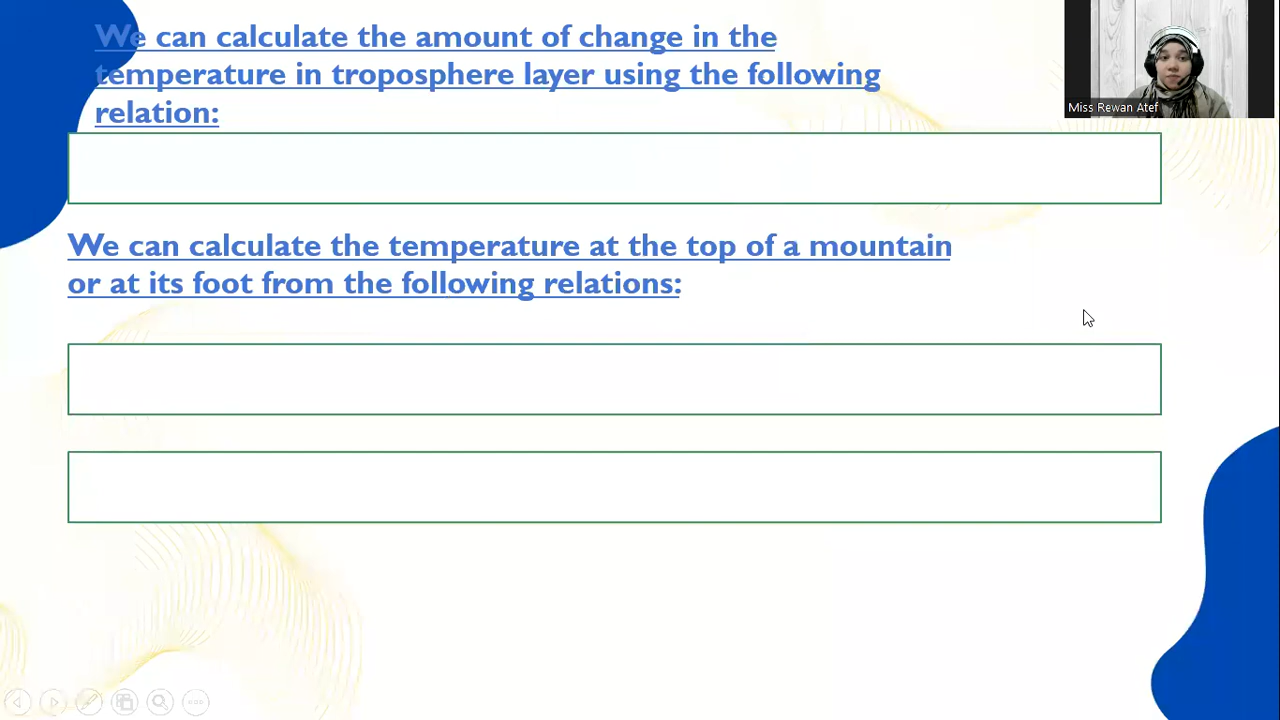 We can calculate the amount of change in the
temperature in troposphere layer using the following
relation:
Miss Rewan Atef
We can calculate the temperature at the top of a mountain
or at its foot from the following relations: